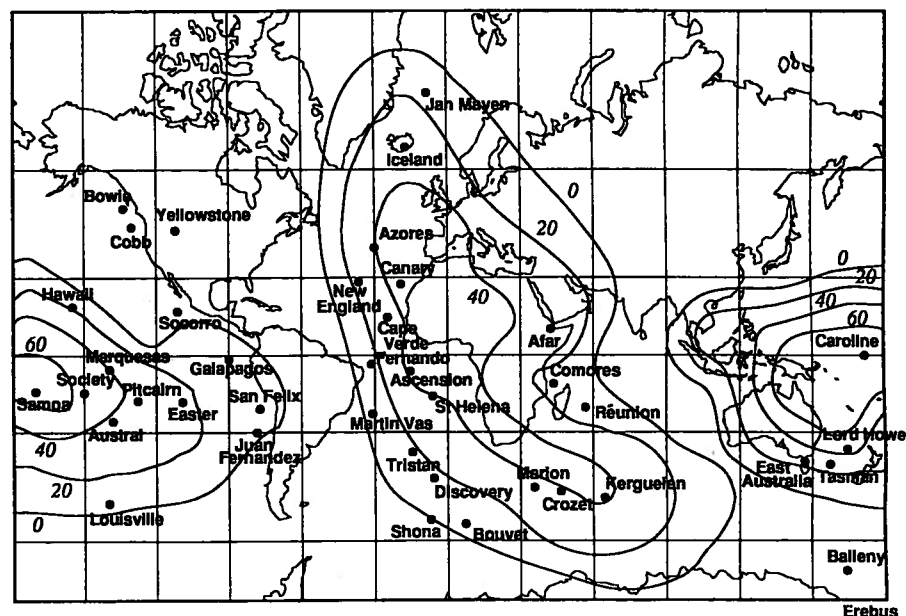 Jan Mayen
Iceland
0
Bowie
Yellowstone
Cobb
Azores
20
Canary
0
20
Hawaii
New
England
40
40
Socorro
Cape
Verde
60
60
Marqueses
Fernando
Afar
Caroline
Society
Galapagos
Ascension
Comores
Samoa
Pitcairn
Easter
San Felix
St Helena
Réunion
Austral
Martin Vas
Lord Howe
40
Juan
Fernandez
Tristan
Marion
Kerguelan
East
Australia
Tasman
20
Discovery
Crozet
0
Louisville
Shona
Bouvet
Balleny
Erebus